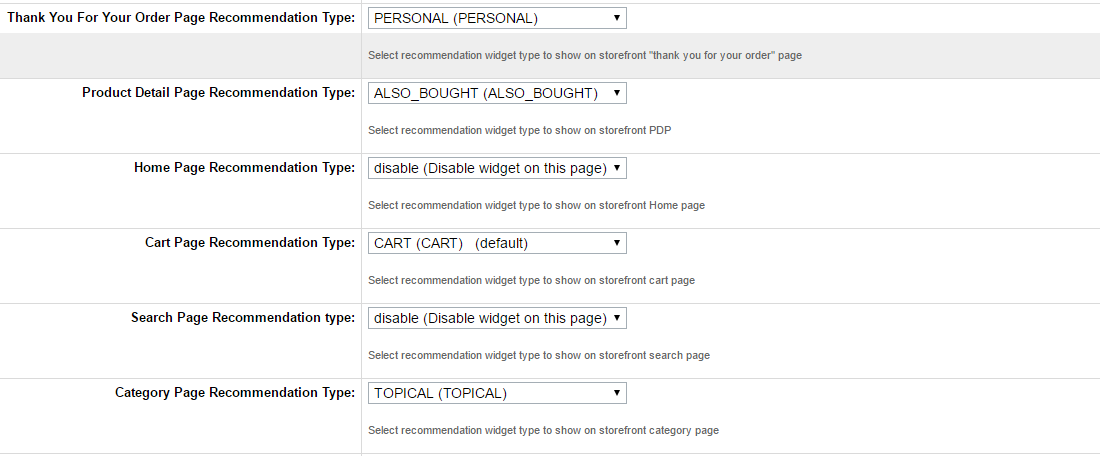 Thank You For Your Order Page Recommendation Type: PERSONAL (PERSONAL)
Select recommendation widget type to show on storefront "thank you for your order" page
Product Detail Page Recommendation Type: ALSO_BOUGHT (ALSO_BOUGHT)
Select recommendation widget type to show on storefront PDP
Home Page Recommendation Type: disable (Disable widget on this page)
Select recommendation widget type to show on storefront Home page
Cart Page Recommendation Type: CART (CART) (default)
Select recommendation widget type to show on storefront cart page
Search Page Recommendation type: disable (Disable widget on this page)
Select recommendation widget type to show on storefront search page
Category Page Recommendation Type: TOPICAL (TOPICAL)
Select recommendation widget type to show on storefront category page